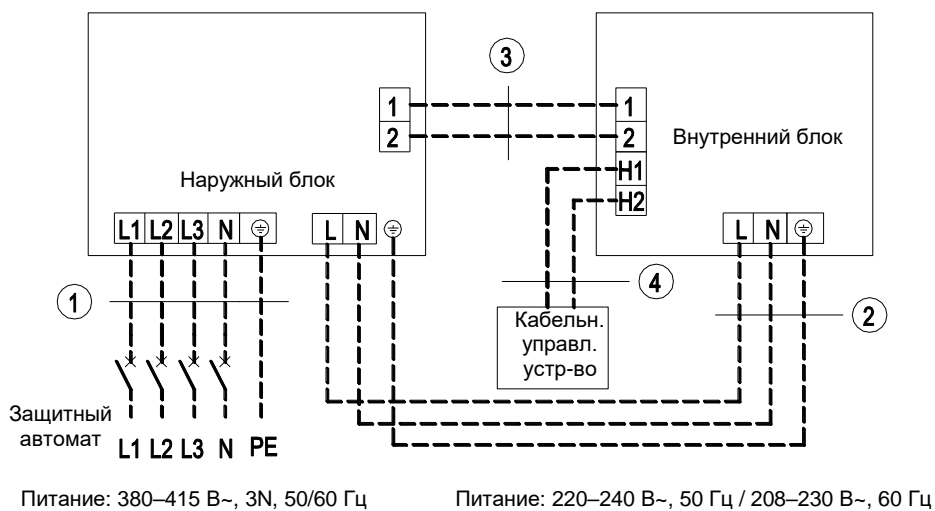 3
1
1
2
2
Внутренний блок
H1
H2
Наружный блок
L1 L2 L3 N
L N
L N
1
4
2
Кабельн.
управл.
устр-во
Защитный
автомат
L1 L2 L3 N PE
Питание: 380–415 В~, 3N, 50/60 Гц
Питание: 220–240 В~, 50 Гц / 208–230 В~, 60 Гц